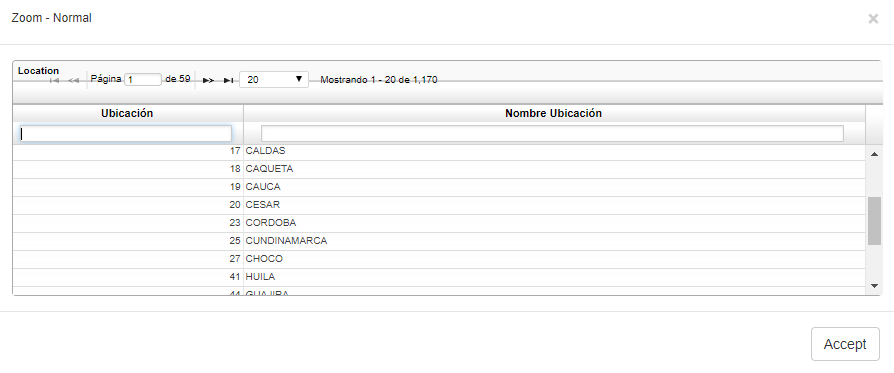 Zoom - Normal
×
Location
Página 1 de 59 20 Mostrando 1 - 20 de 1,170
Ubicación Nombre Ubicación
17 CALDAS
18 CAQUETA
19 CAUCA
20 CESAR
23 CORDOBA
25 CUNDINAMARCA
27 CHOCO
41 HUILA
44 GUAJIRA
Accept